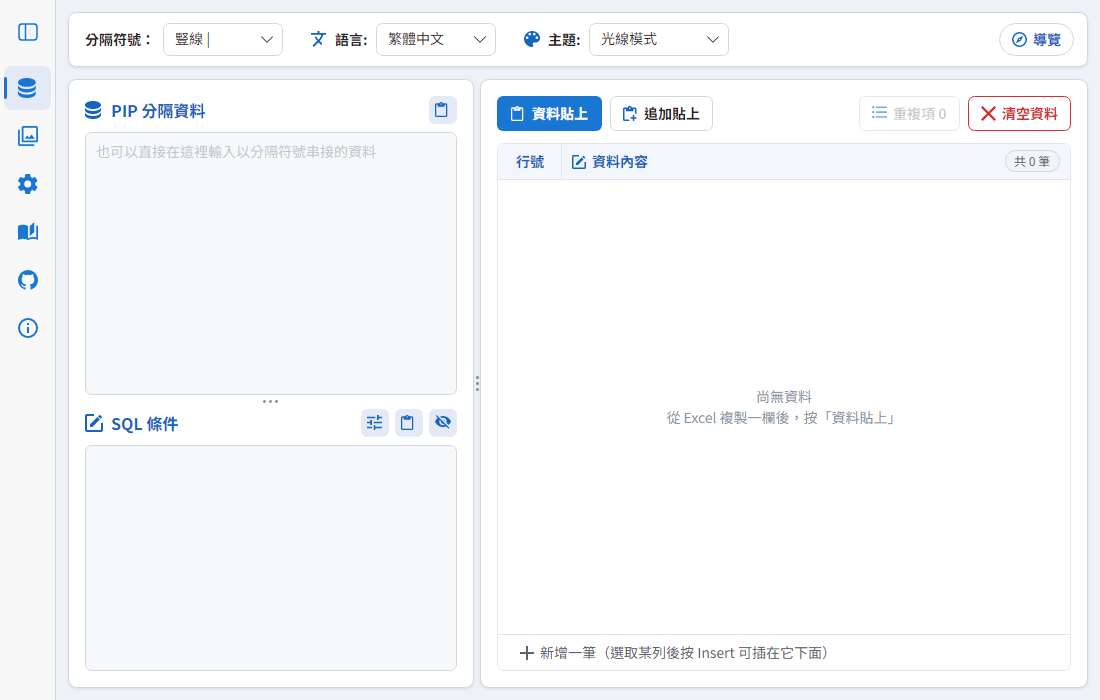 分隔符號： 豎線 | 語言: 繁體中文 主題: 光線模式 導覽
PIP 分隔資料
也可以直接在這裡輸入以分隔符號串接的資料
SQL 條件
資料貼上 追加貼上 重複項 0 清空資料
行號 資料內容 共 0 筆
尚無資料
從 Excel 複製一欄後，按「資料貼上」
新增一筆（選取某列後按 Insert 可插在它下面）